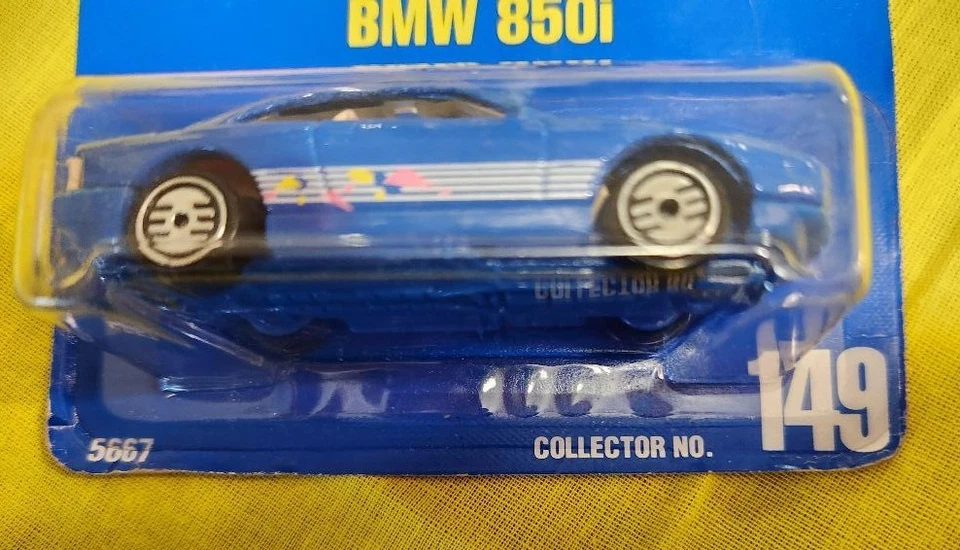 BMW 850i
COLLECTOR NO.
5667
COLLECTOR NO.
149